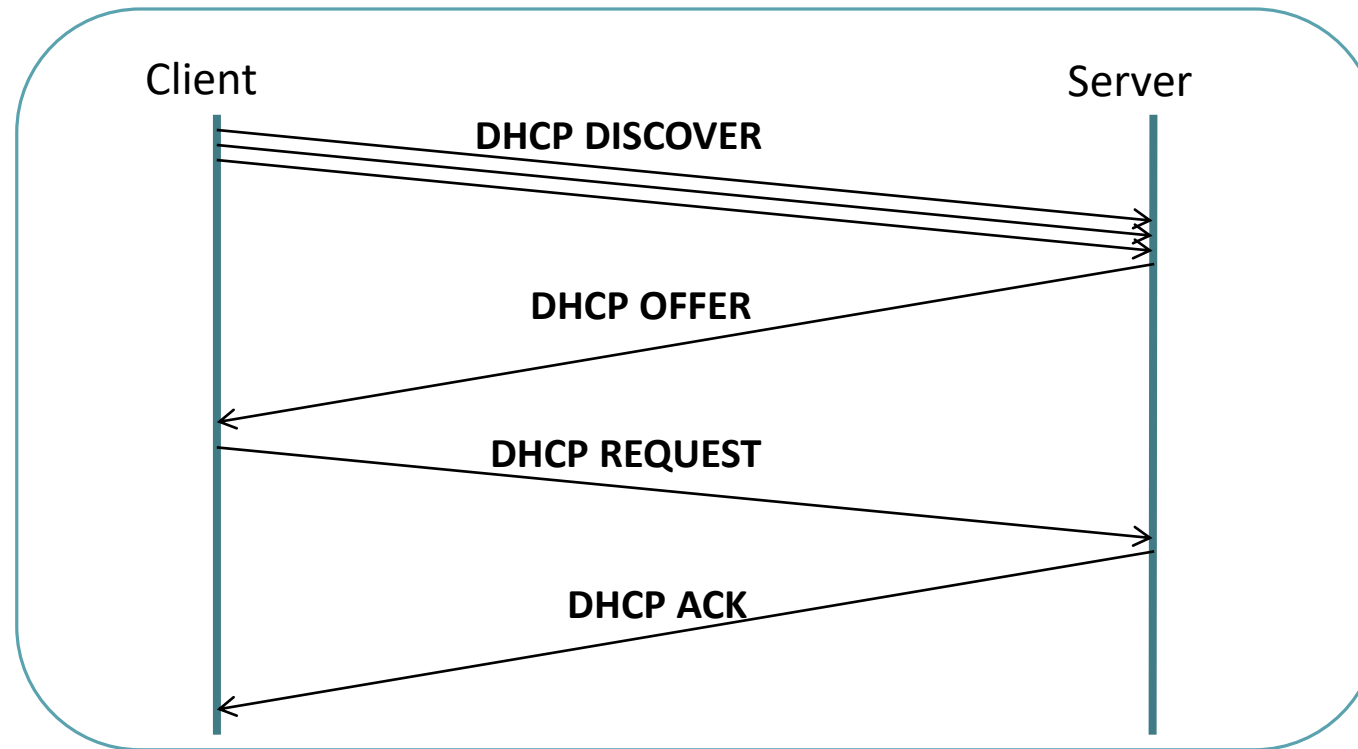 Client
Server
DHCP DISCOVER
DHCP OFFER
DHCP REQUEST
DHCP ACK